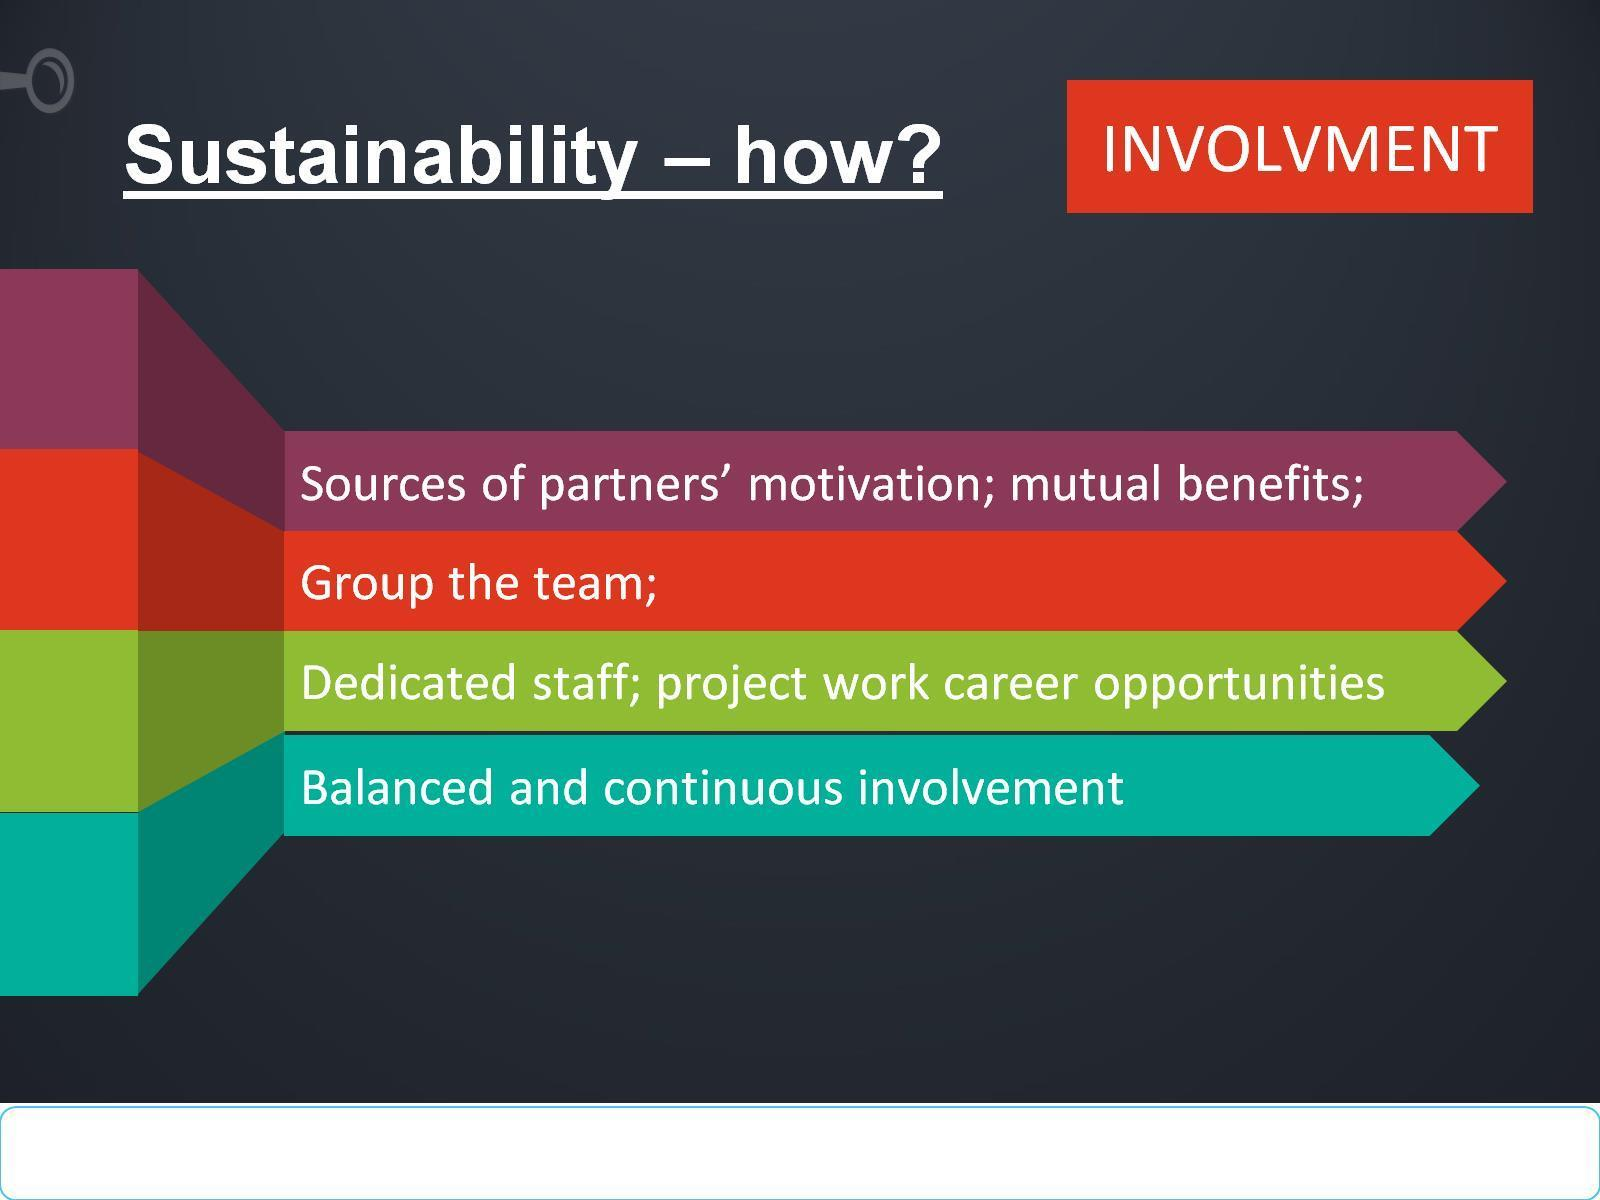 Sustainability – how?
INVOLVMENT
Sources of partners’ motivation; mutual benefits;
Group the team;
Dedicated staff; project work career opportunities
Balanced and continuous involvement